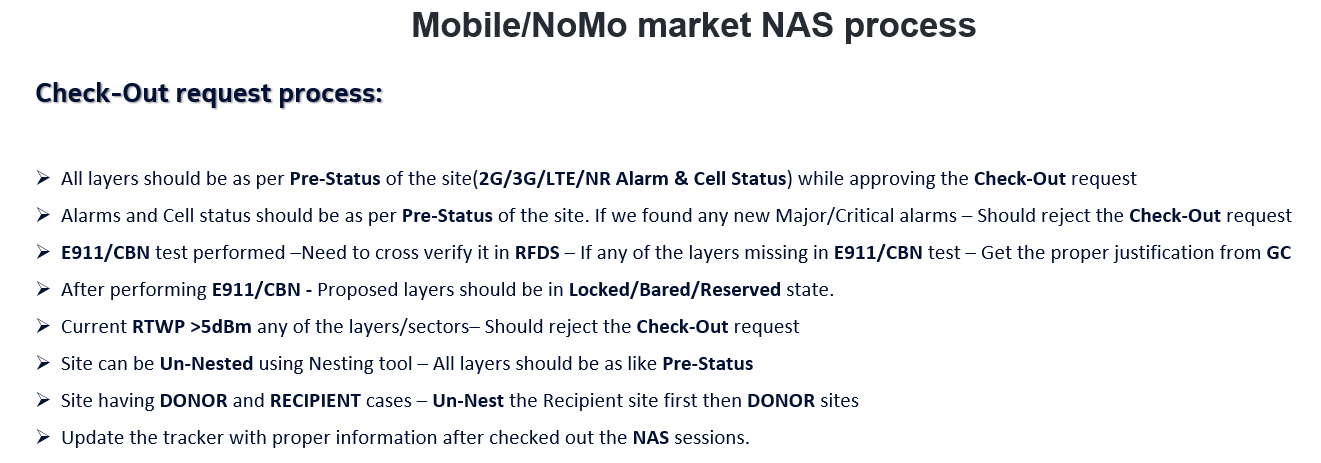 Mobile/NoMo market NAS process
Check-Out request process:
➢ All layers should be as per Pre-Status of the site(2G/3G/LTE/NR Alarm & Cell Status) while approving the Check-Out request
➢ Alarms and Cell status should be as per Pre-Status of the site. If we found any new Major/Critical alarms – Should reject the Check-Out request
➢ E911/CBN test performed –Need to cross verify it in RFDS – If any of the layers missing in E911/CBN test – Get the proper justification from GC
➢ After performing E911/CBN - Proposed layers should be in Locked/Bared/Reserved state.
➢ Current RTWP >5dBm any of the layers/sectors– Should reject the Check-Out request
➢ Site can be Un-Nested using Nesting tool – All layers should be as like Pre-Status
➢ Site having DONOR and RECIPIENT cases – Un-Nest the Recipient site first then DONOR sites
➢ Update the tracker with proper information after checked out the NAS sessions.